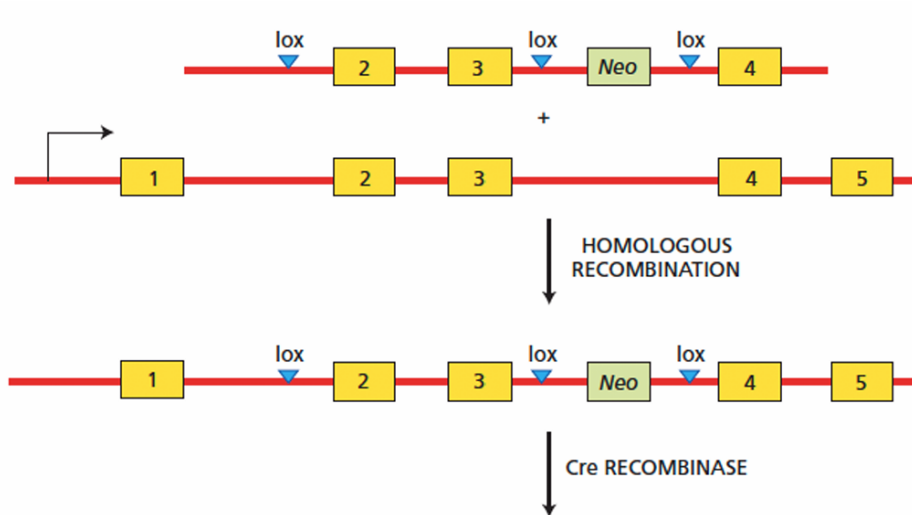 lox lox lox
2 3 Neo 4
+
1 2 3 4 5
HOMOLOGOUS
RECOMBINATION
lox lox lox
1 2 3 Neo 4 5
Cre RECOMBINASE